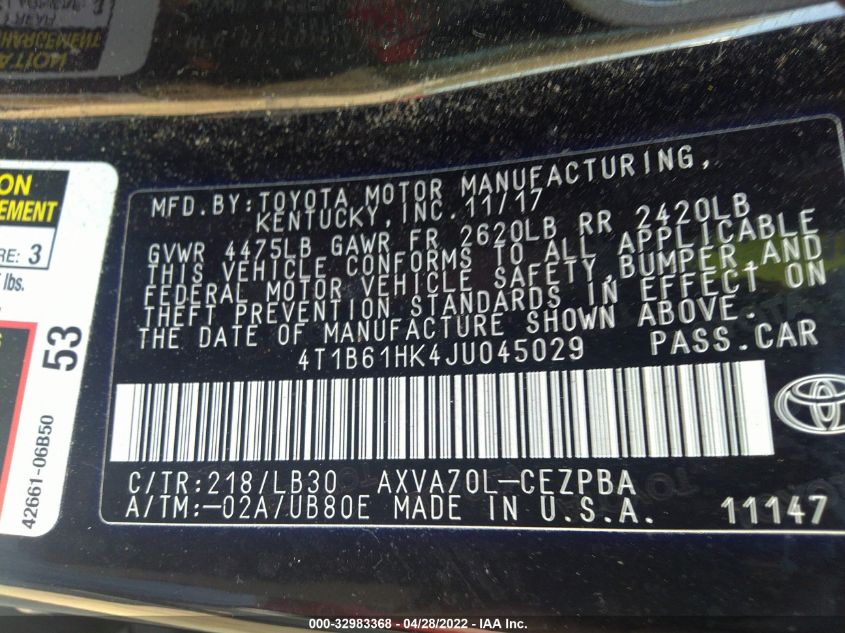 MFD.BY:TOYOTA MOTOR MANUFACTURING,
KENTUCKY,INC.11/17
GVWR 4475LB GAWR FR 2620LB RR 2420LB
THIS VEHICLE CONFORMS TO ALL APPLICABLE
FEDERAL MOTOR VEHICLE SAFETY,BUMPER,AND
THEFT PREVENTION STANDARDS IN EFFECT ON
THE DATE OF MANUFACTURE SHOWN ABOVE.
4T1B61HK4JU045029 PASS.CAR
C/TR:218/LB30 AXVA70L-CEZPBA
A/TM:-02A/UB80E MADE IN U.S.A. 11147
ON
EMENT
RE: 3
lbs.
53
42661-06B50
000-32983368 - 04/28/2022 - IAA Inc.